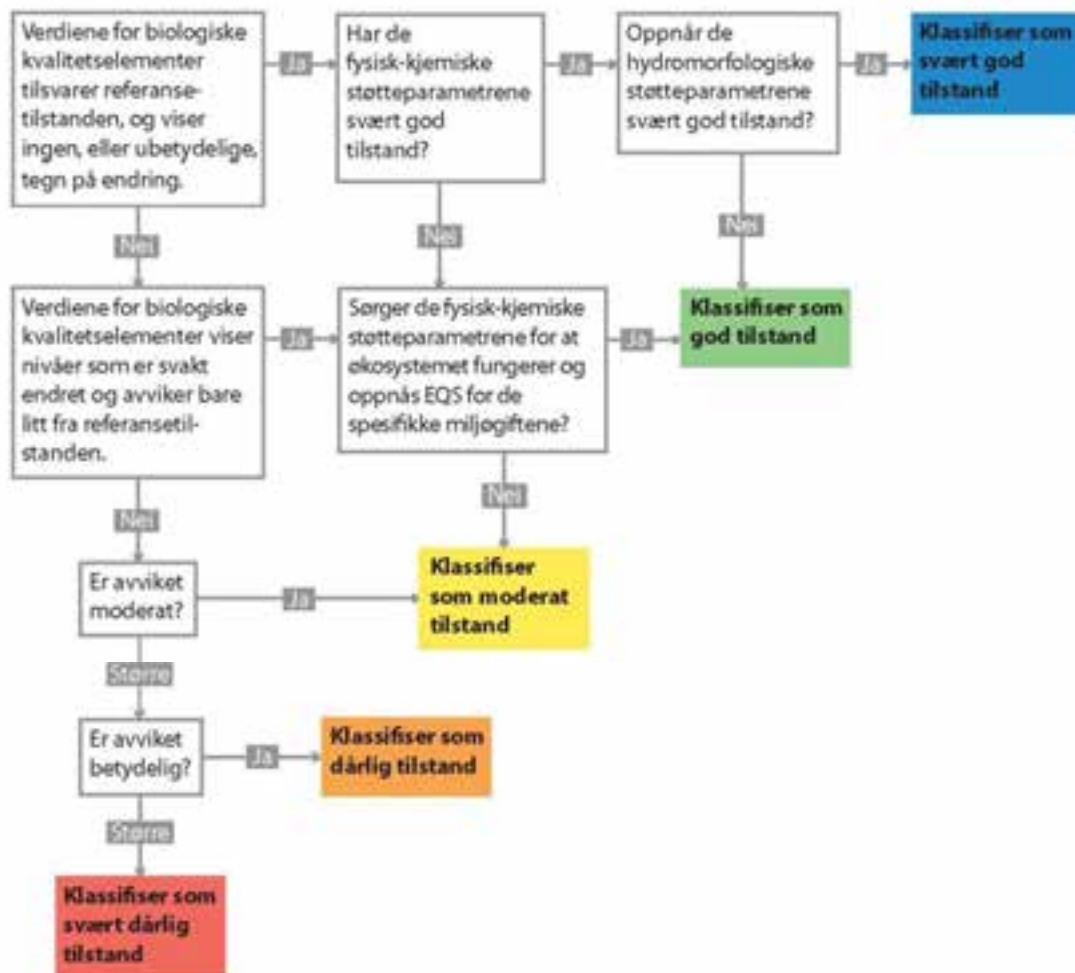 Verdiene for biologiske
kvalitetselementer
tilsvarer referanse-
tilstanden, og viser
ingen, eller ubetydelige,
tegn på endring.
Ja
Har de
fysisk-kjemiske
støtteparametrene
svært god
tilstand?
Ja
Oppnår de
hydromorfologiske
støtteparametrene
svært god tilstand?
Ja
Klassifiser som
svært god
tilstand
Nei
Nei
Nei
Verdiene for biologiske
kvalitetselementer viser
nivåer som er svakt
endret og avviker bare
litt fra referansetil-
standen.
Ja
Sørger de fysisk-kjemiske
støtteparametrene for at
økosystemet fungerer og
oppnås EQS for de
spesifikke miljøgiftene?
Ja
Klassifiser som
god tilstand
Nei
Nei
Er avviket
moderat?
Ja
Klassifiser
som moderat
tilstand
Større
Er avviket
betydelig?
Ja
Klassifiser som
dårlig tilstand
Større
Klassifiser som
svært dårlig
tilstand